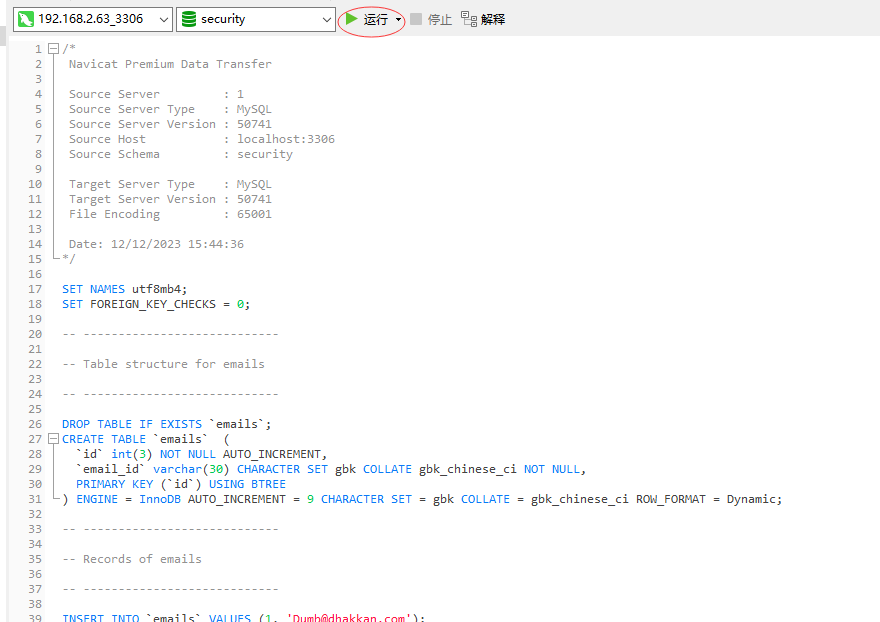 192.168.2.63_3306 security 运行 停止 解释
1 /*
2 Navicat Premium Data Transfer
3
4 Source Server : 1
5 Source Server Type : MySQL
6 Source Server Version : 50741
7 Source Host : localhost:3306
8 Source Schema : security
9
10 Target Server Type : MySQL
11 Target Server Version : 50741
12 File Encoding : 65001
13
14 Date: 12/12/2023 15:44:36
15 */
16
17 SET NAMES utf8mb4;
18 SET FOREIGN_KEY_CHECKS = 0;
19
20 -- ----------------------------
21
22 -- Table structure for emails
23
24 -- ----------------------------
25
26 DROP TABLE IF EXISTS `emails`;
27 CREATE TABLE `emails` (
28 `id` int(3) NOT NULL AUTO_INCREMENT,
29 `email_id` varchar(30) CHARACTER SET gbk COLLATE gbk_chinese_ci NOT NULL,
30 PRIMARY KEY (`id`) USING BTREE
31 ) ENGINE = InnoDB AUTO_INCREMENT = 9 CHARACTER SET = gbk COLLATE = gbk_chinese_ci ROW_FORMAT = Dynamic;
32
33 -- ----------------------------
34
35 -- Records of emails
36
37 -- ----------------------------
38
39 INSERT INTO `emails` VALUES (1, 'Dumb@dhakkan.com');